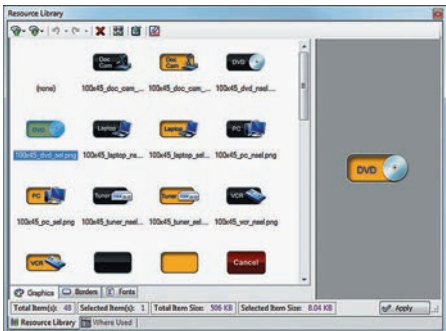 Resource Library
Doc Cam
Doc Cam
DVD
(none)
100x45_doc_cam_...
100x45_doc_cam_...
100x45_dvd_nsel....
DVD
Laptop
Laptop
PC
100x45_dvd_sel.png
100x45_laptop_ns...
100x45_laptop_sel...
100x45_pc_nsel.png
PC
Tuner
Tuner
VCR
100x45_pc_sel.png
100x45_tuner_nsel...
100x45_tuner_sel....
100x45_vcr_nsel.png
VCR
Cancel
DVD
Graphics
Borders
Fonts
Total Item(s): 48
Selected Item(s): 1
Total Item Size: 906 KB
Selected Item Size: 8.04 KB
Apply
Resource Library
Where Used